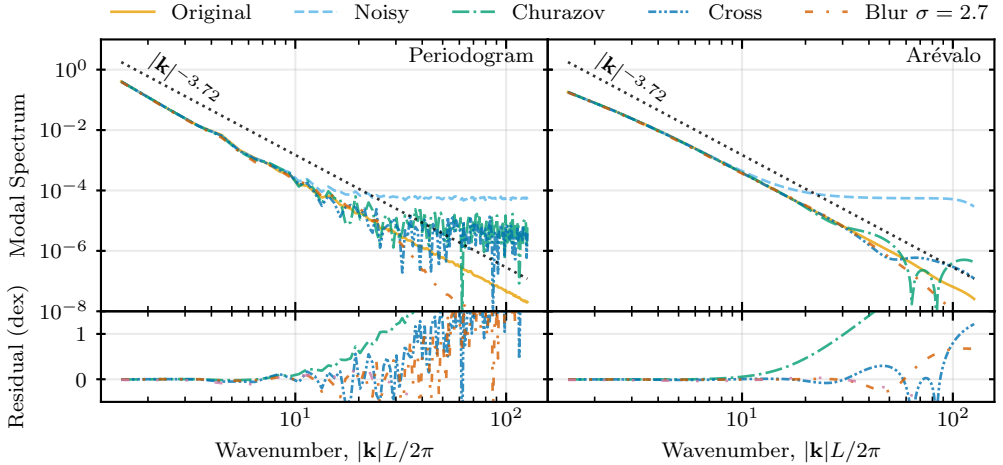 Original Noisy Churazov Cross Blur σ = 2.7
Periodogram
Arévalo
|k|^−3.72
|k|^−3.72
Modal Spectrum
10^0
10^−2
10^−4
10^−6
10^−8
Residual (dex)
1
0
10^1 10^2 10^1 10^2
Wavenumber, |k|L/2π Wavenumber, |k|L/2π